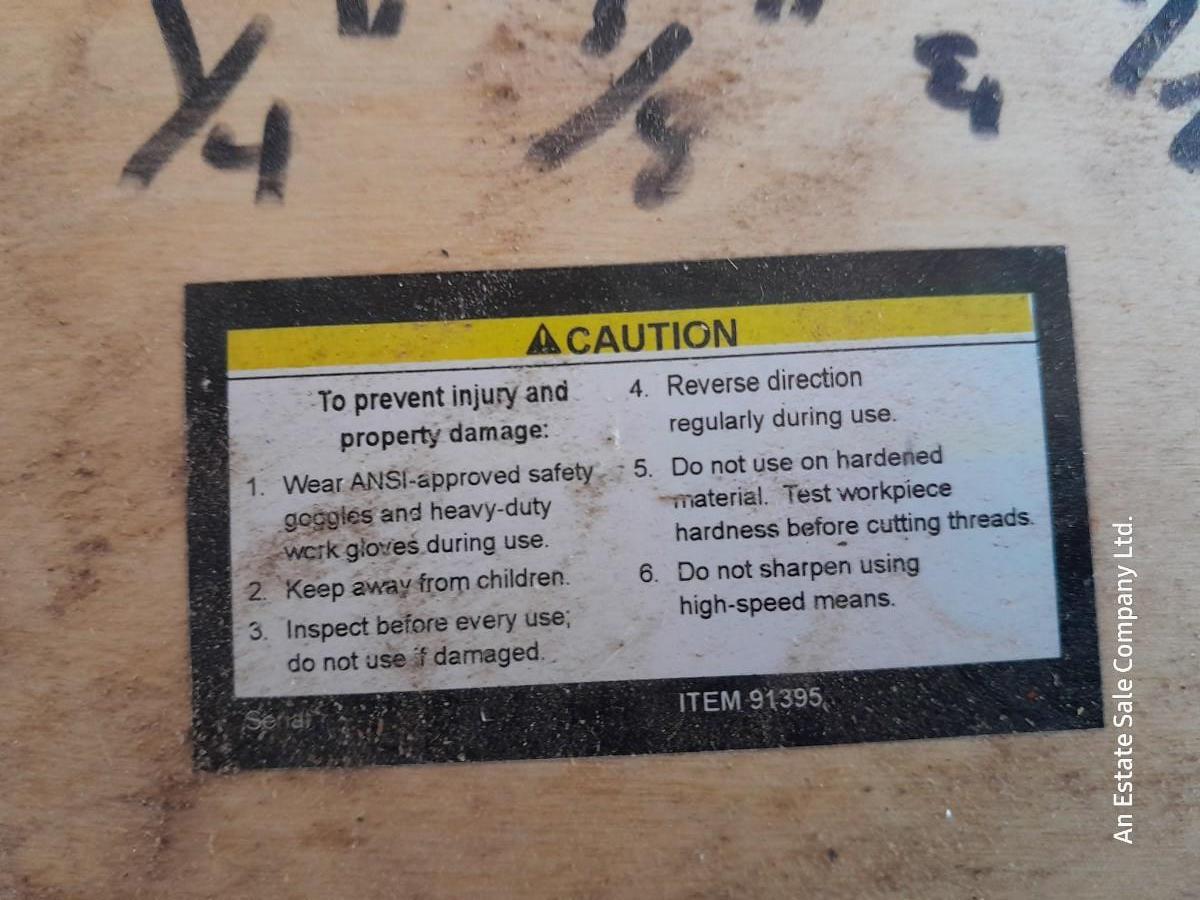 1/4
1/8
3
4
⚠CAUTION
To prevent injury and
property damage:
1. Wear ANSI-approved safety
goggles and heavy-duty
work gloves during use.
2. Keep away from children.
3. Inspect before every use;
do not use if damaged.
4. Reverse direction
regularly during use.
5. Do not use on hardened
material. Test workpiece
hardness before cutting threads.
6. Do not sharpen using
high-speed means.
Serial
ITEM 91395
An Estate Sale Company Ltd.